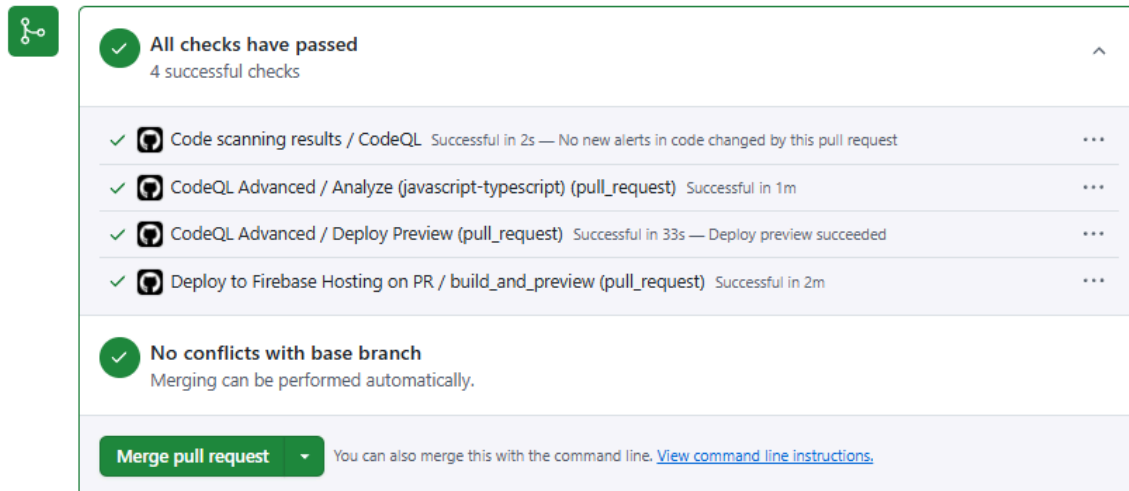 All checks have passed
4 successful checks
Code scanning results / CodeQL Successful in 2s — No new alerts in code changed by this pull request
CodeQL Advanced / Analyze (javascript-typescript) (pull_request) Successful in 1m
CodeQL Advanced / Deploy Preview (pull_request) Successful in 33s — Deploy preview succeeded
Deploy to Firebase Hosting on PR / build_and_preview (pull_request) Successful in 2m
No conflicts with base branch
Merging can be performed automatically.
Merge pull request You can also merge this with the command line. View command line instructions.